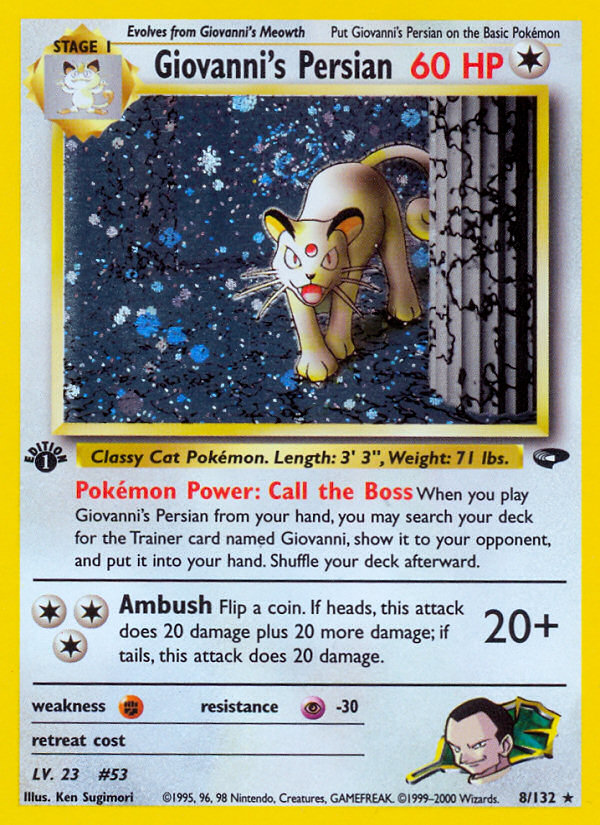 Evolves from Giovanni's Meowth Put Giovanni's Persian on the Basic Pokémon
STAGE 1
Giovanni's Persian 60 HP
EDITION
1
Classy Cat Pokémon. Length: 3' 3", Weight: 71 lbs.
Pokémon Power: Call the Boss When you play
Giovanni's Persian from your hand, you may search your deck
for the Trainer card named Giovanni, show it to your opponent,
and put it into your hand. Shuffle your deck afterward.
Ambush Flip a coin. If heads, this attack
does 20 damage plus 20 more damage; if
tails, this attack does 20 damage.
20+
weakness resistance -30
retreat cost
LV. 23 #53
Illus. Ken Sugimori ©1995, 96, 98 Nintendo, Creatures, GAMEFREAK. ©1999-2000 Wizards. 8/132 ★